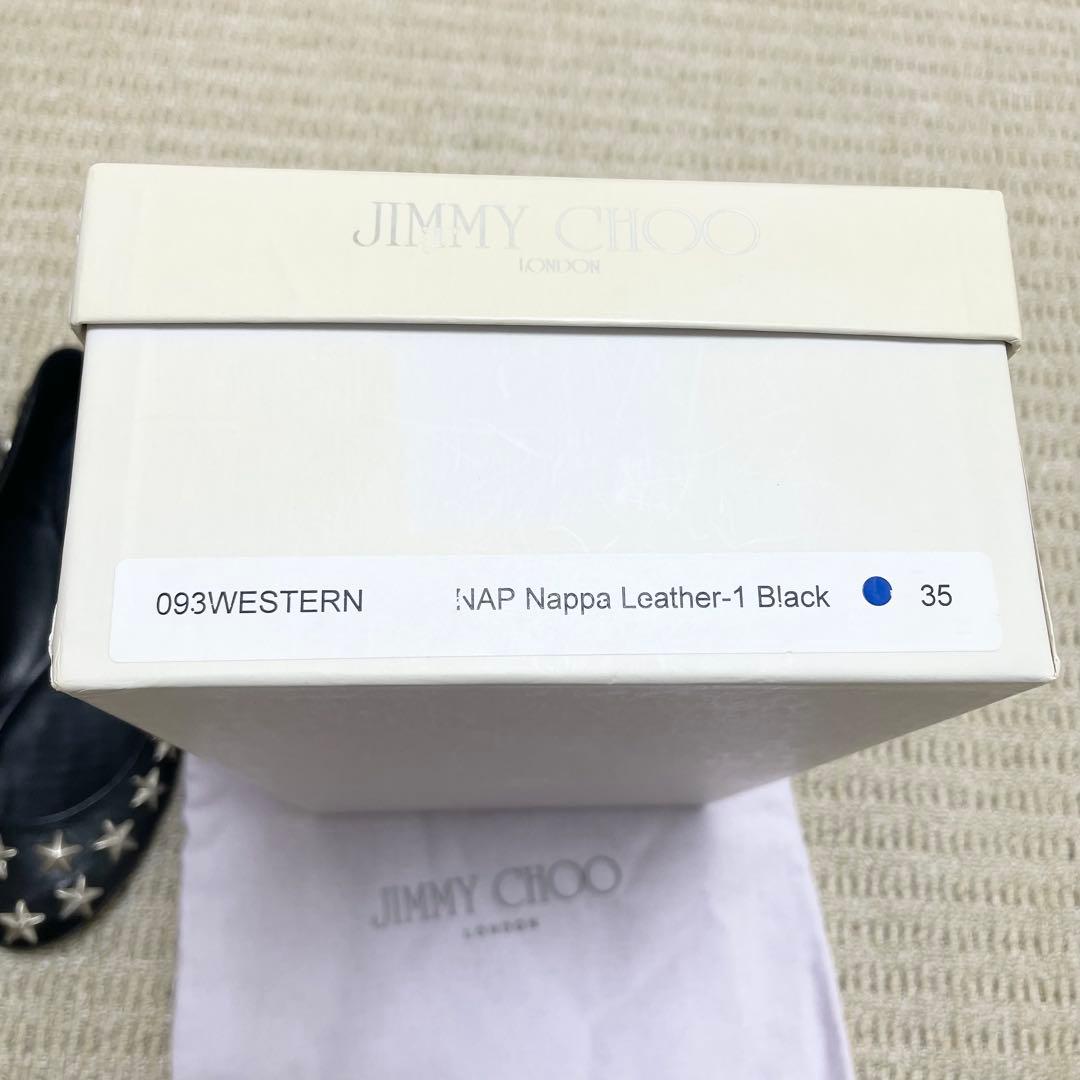 JIMMY CHOO
LONDON
093WESTERN NAP Nappa Leather-1 Black 35
JIMMY CHOO
LONDON